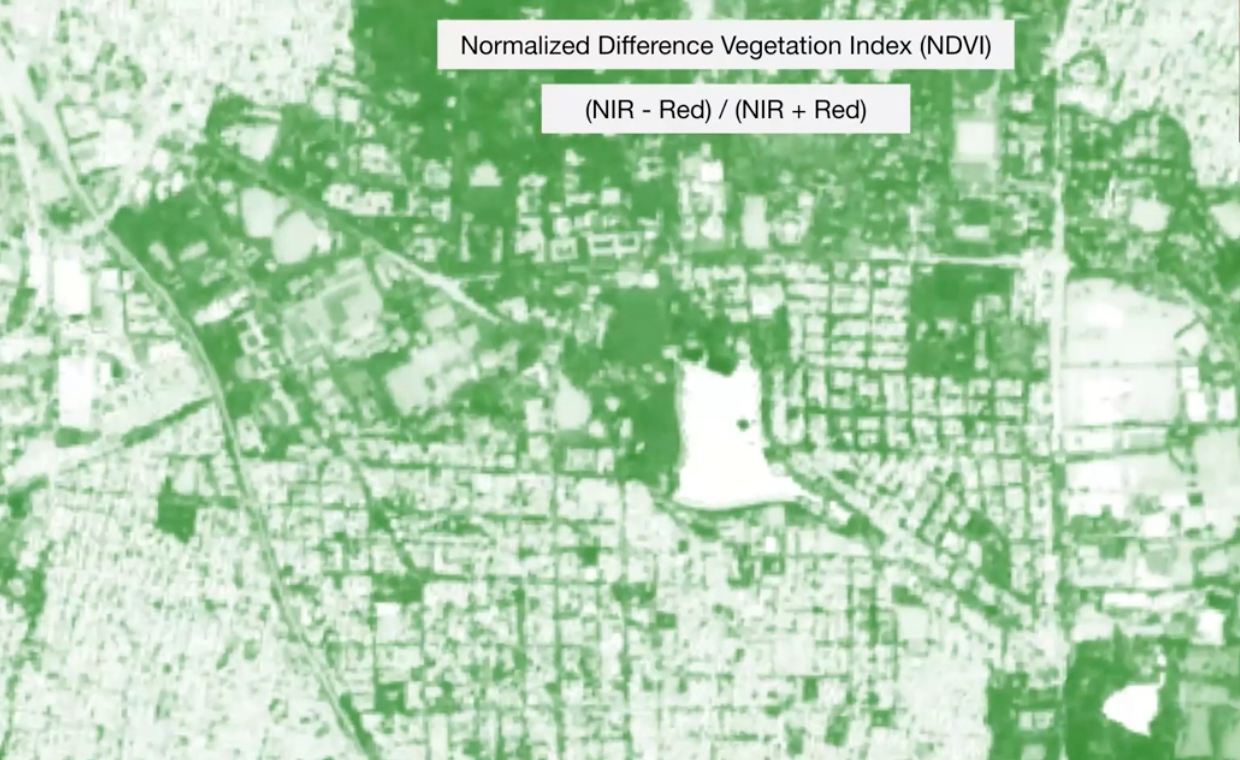 Normalized Difference Vegetation Index (NDVI)
(NIR - Red) / (NIR + Red)